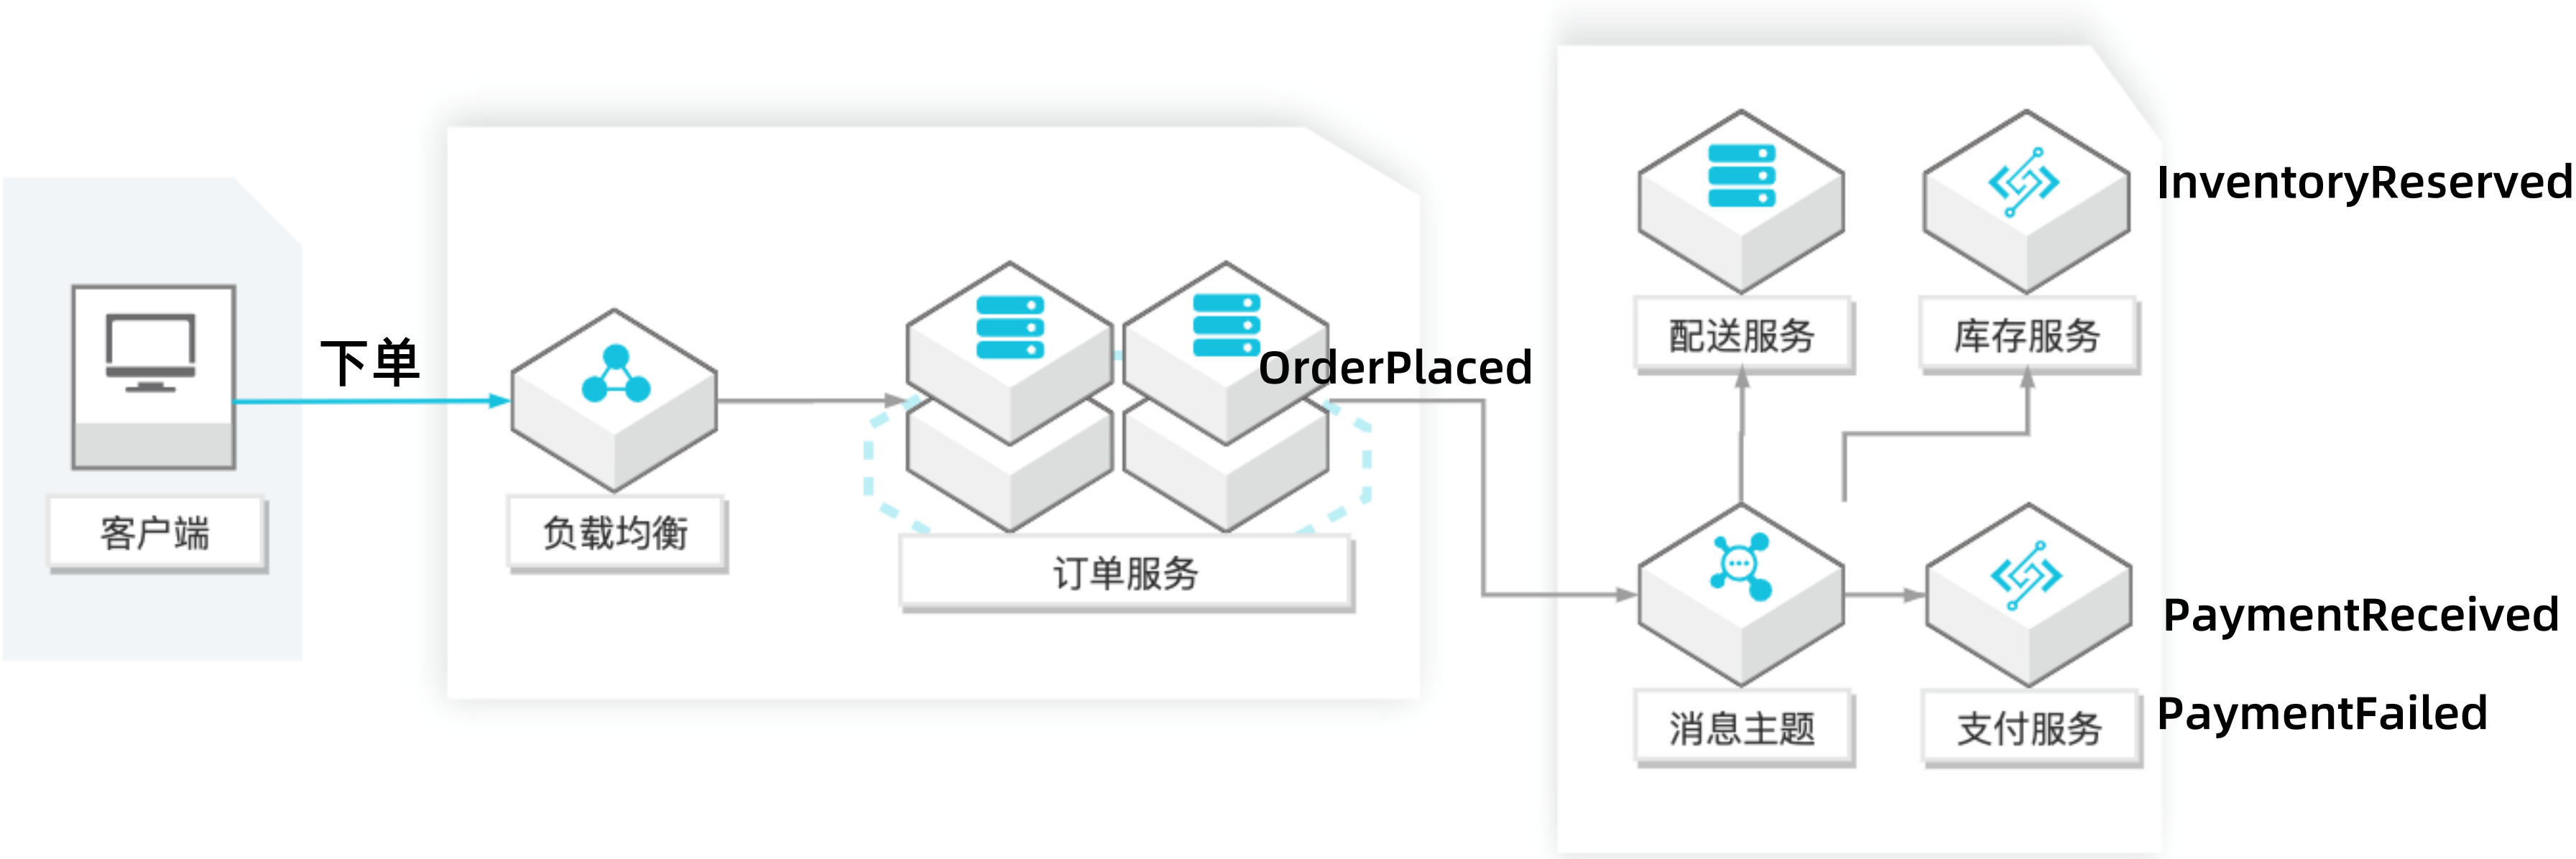 下单
客户端
负载均衡
OrderPlaced
订单服务
配送服务
库存服务
InventoryReserved
消息主题
支付服务
PaymentReceived
PaymentFailed